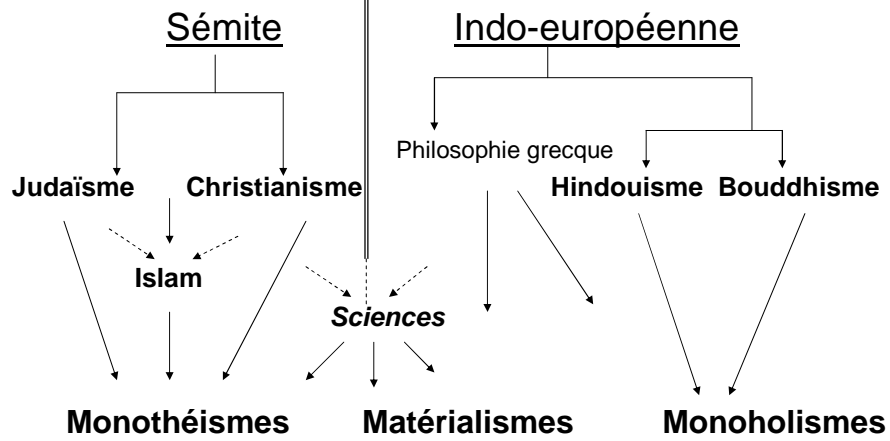 Sémite Indo-européenne
Philosophie grecque
Judaïsme Christianisme Hindouisme Bouddhisme
Islam
Sciences
Monothéismes Matérialismes Monoholismes